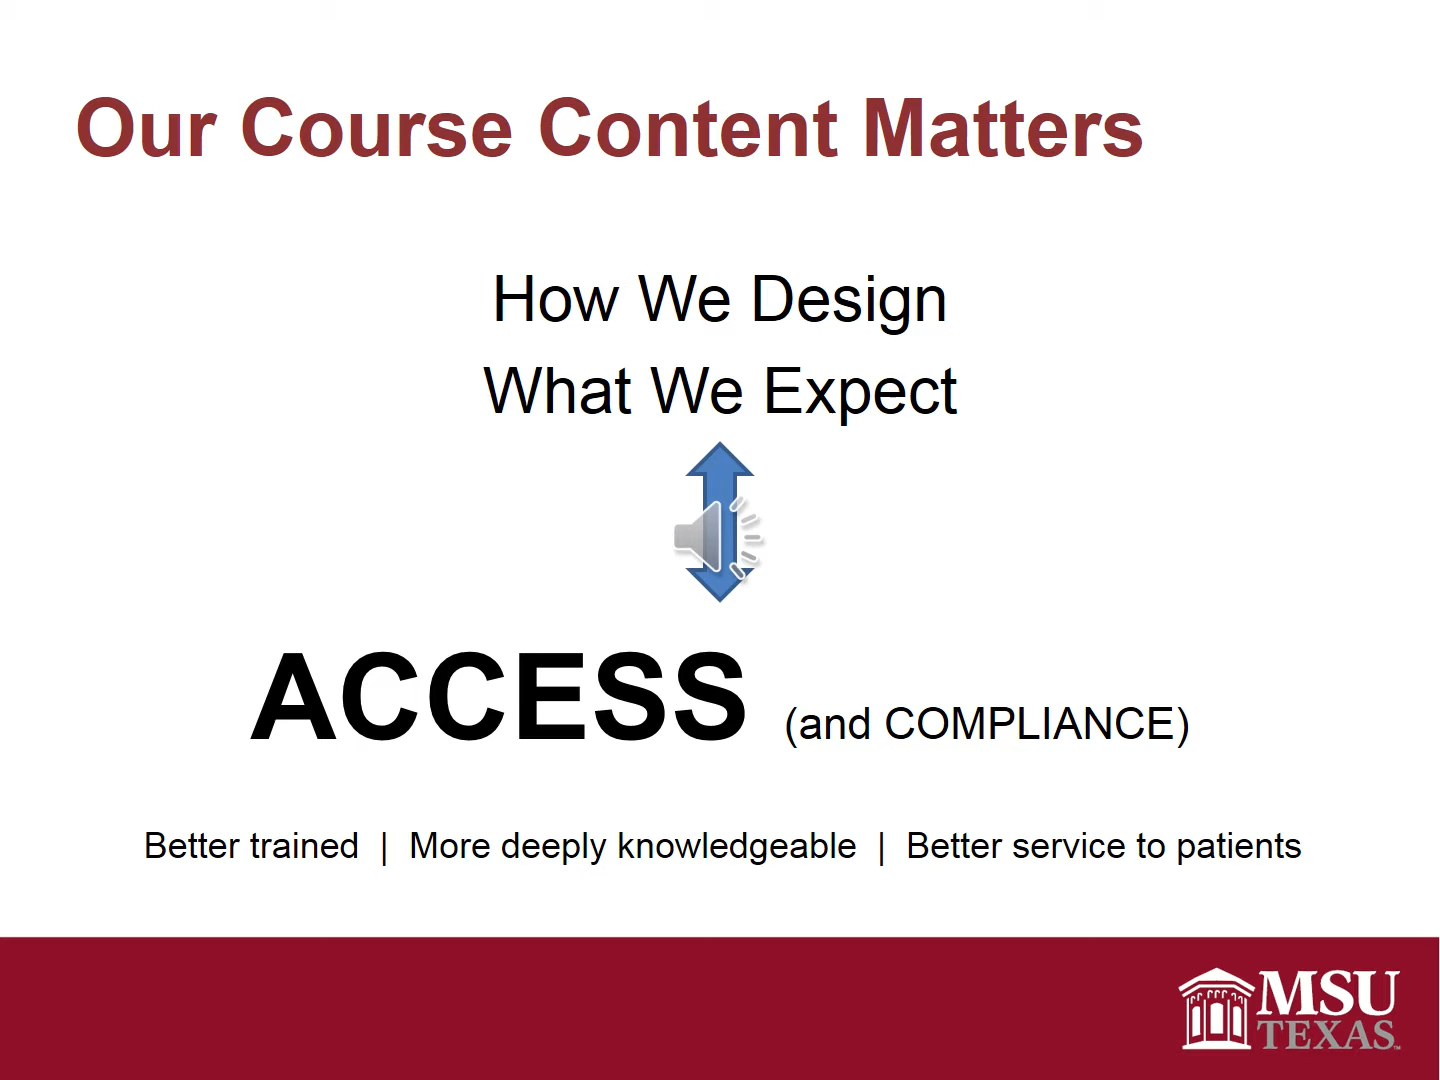 Our Course Content Matters
How We Design
What We Expect
ACCESS (and COMPLIANCE)
Better trained | More deeply knowledgeable | Better service to patients
MSU
TEXAS™